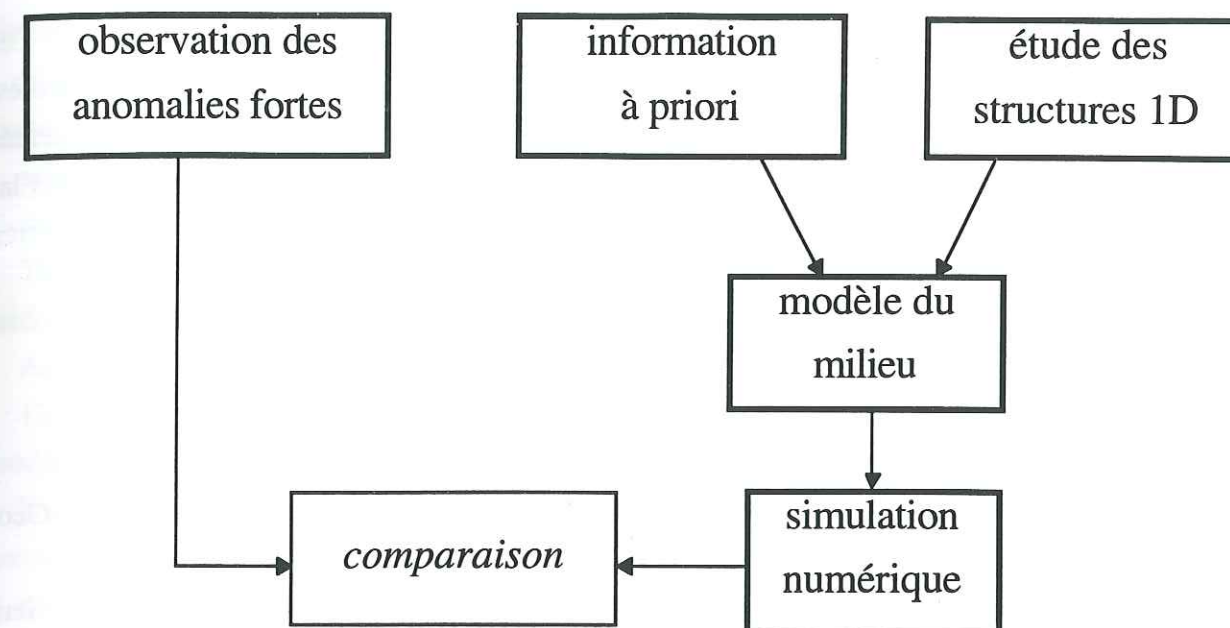 observation des
anomalies fortes
information
à priori
étude des
structures 1D
modèle du
milieu
simulation
numérique
comparaison